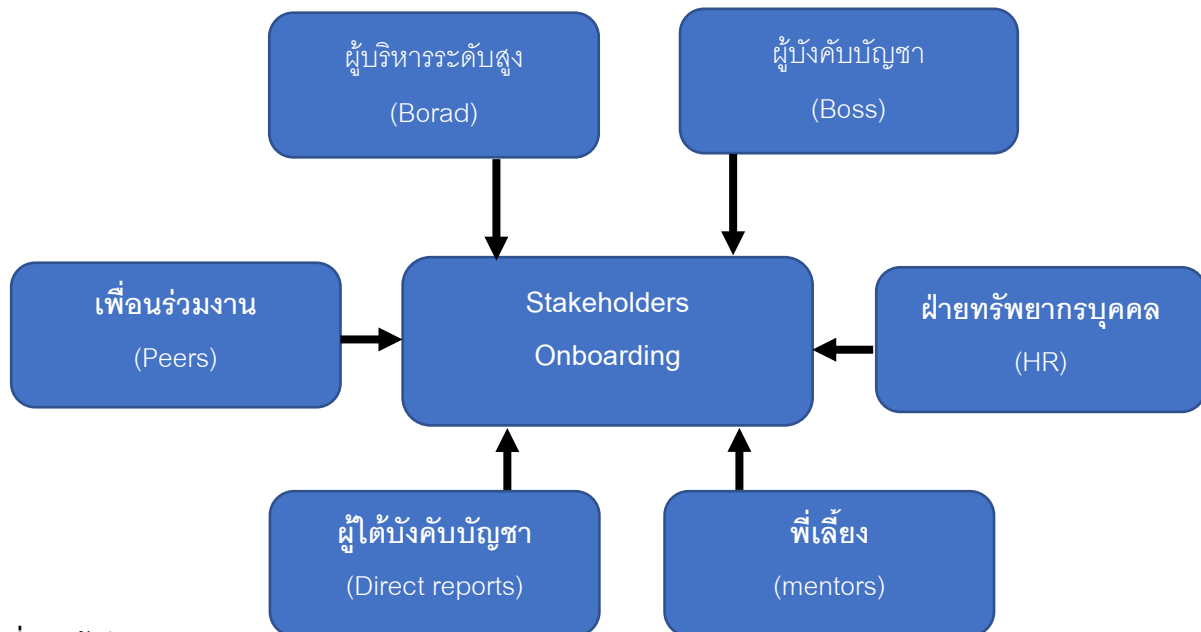 ผู้บริหารระดับสูง
(Borad)
ผู้บังคับบัญชา
(Boss)
เพื่อนร่วมงาน
(Peers)
Stakeholders
Onboarding
ฝ่ายทรัพยากรบุคคล
(HR)
ผู้ใต้บังคับบัญชา
(Direct reports)
พี่เลี้ยง
(mentors)